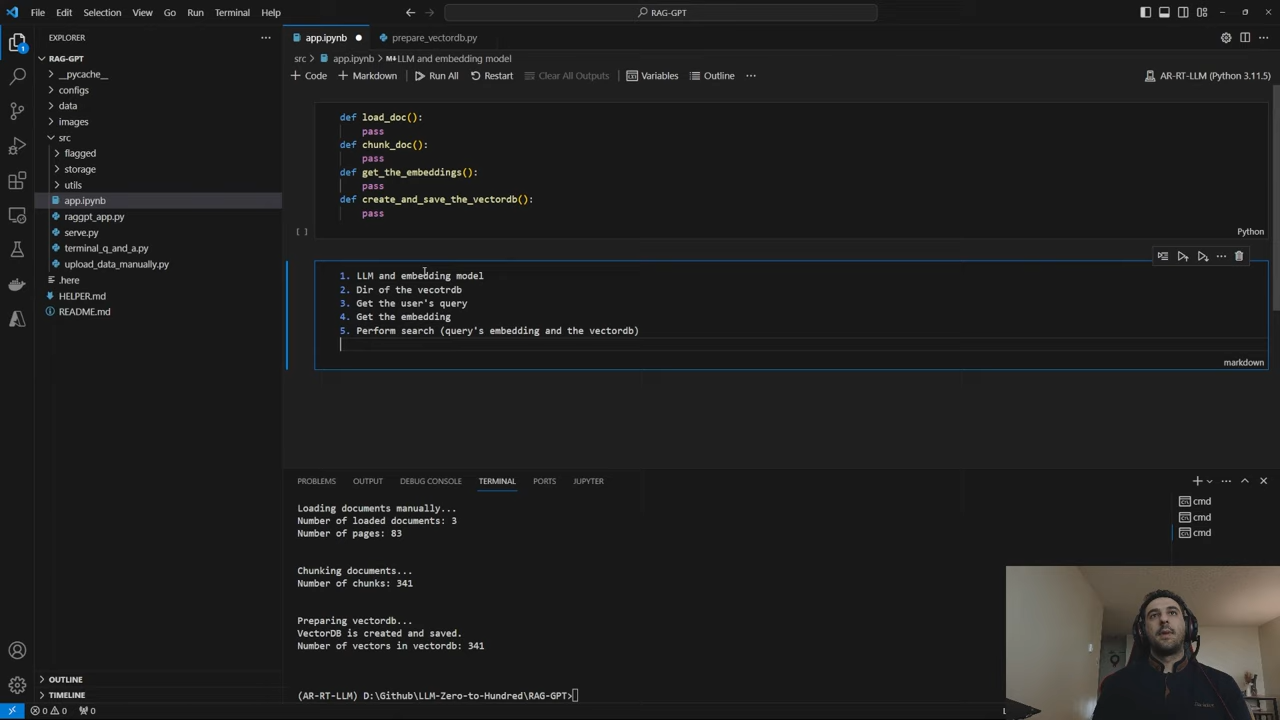 File Edit Selection View Go Run Terminal Help
RAG-GPT
EXPLORER
app.ipynb
prepare_vectordb.py
RAG-GPT
src > app.ipynb > M↓LLM and embedding model
__pycache__
+ Code + Markdown Run All Restart Clear All Outputs Variables Outline ...
AR-RT-LLM (Python 3.11.5)
configs
data
images
src
flagged
storage
utils
app.ipynb
raggpt_app.py
serve.py
terminal_q_and_a.py
upload_data_manually.py
.here
HELPER.md
README.md
def load_doc():
pass
def chunk_doc():
pass
def get_the_embeddings():
pass
def create_and_save_the_vectordb():
pass
[ ]
Python
1. LLM and embedding model
2. Dir of the vecotrdb
3. Get the user's query
4. Get the embedding
5. Perform search (query's embedding and the vectordb)
markdown
PROBLEMS OUTPUT DEBUG CONSOLE TERMINAL PORTS JUPYTER
cmd
cmd
cmd
Loading documents manually...
Number of loaded documents: 3
Number of pages: 83
Chunking documents...
Number of chunks: 341
Preparing vectordb...
VectorDB is created and saved.
Number of vectors in vectordb: 341
(AR-RT-LLM) D:\Github\LLM-Zero-to-Hundred\RAG-GPT>
OUTLINE
TIMELINE
0 0 0